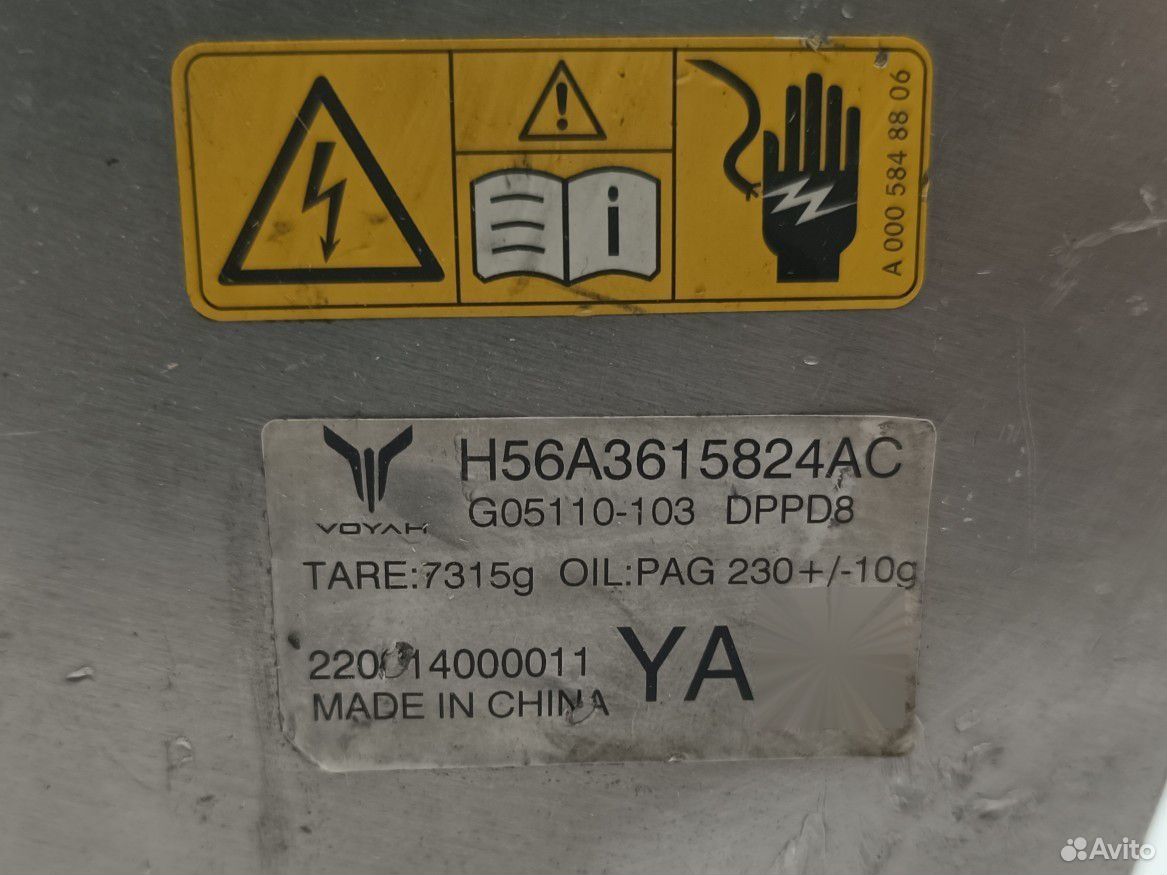 A 000 584 88 06
i
VOYAH
H56A3615824AC
G05110-103 DPPD8
TARE:7315g OIL:PAG 230+/-10g
YA
MADE IN CHINA
Avito